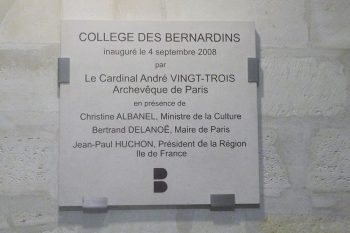 COLLEGE DES BERNARDINS
inauguré le 4 septembre 2008
par
Le Cardinal André VINGT-TROIS
Archevêque de Paris
en présence de
Christine ALBANEL, Ministre de la Culture
Bertrand DELANOË, Maire de Paris
Jean-Paul HUCHON, Président de la Région
Ile de France